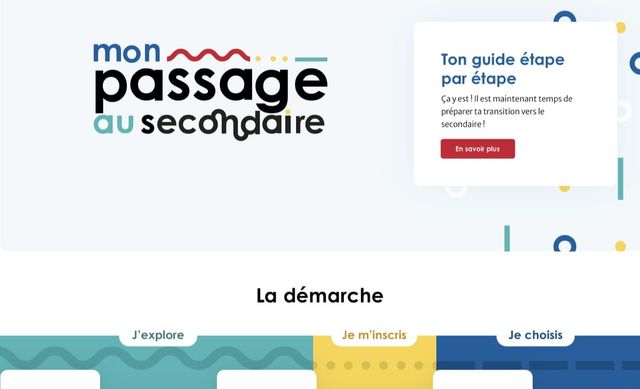 mon
passage
au secondaire
Ton guide étape
par étape
Ça y est ! Il est maintenant temps de
préparer ta transition vers le
secondaire !
En savoir plus
La démarche
J'explore
Je m'inscris
Je choisis